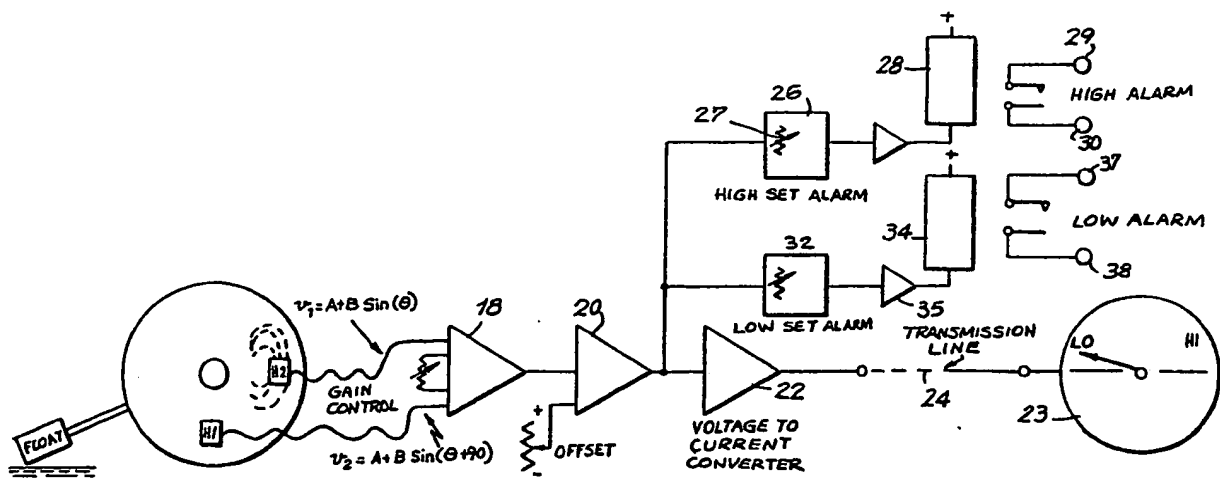 +
28
29
HIGH ALARM
30
26
27
HIGH SET ALARM
+
37
34
LOW ALARM
38
32
35
LOW SET ALARM
v₁=A+B Sin(θ)
18
20
H2
GAIN
CONTROL
H1
FLOAT
v₂=A+B Sin(θ+90)
+
OFFSET
-
22
VOLTAGE TO
CURRENT
CONVERTER
TRANSMISSION
LINE
24
LO
HI
23